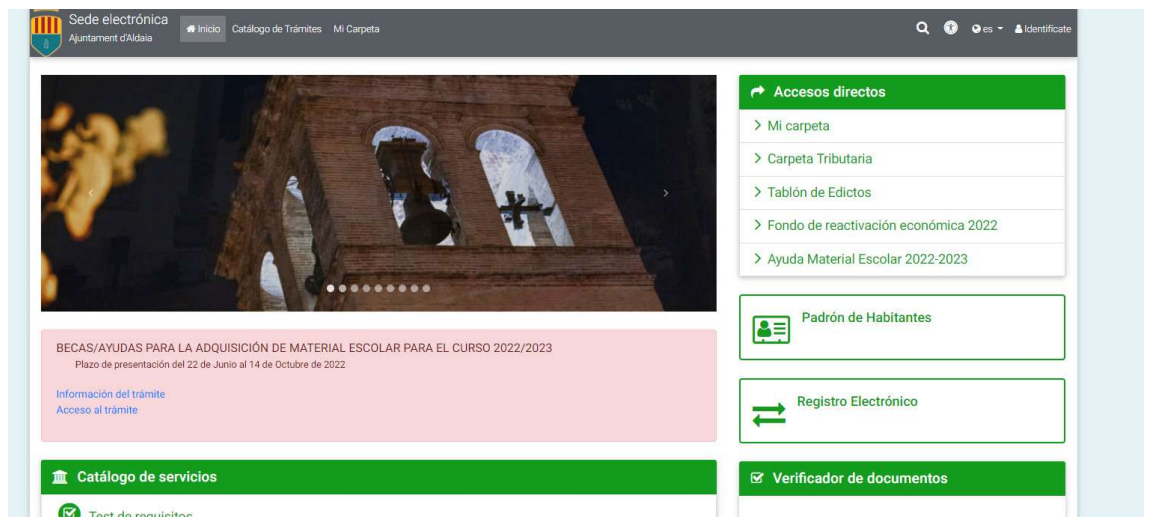 Sede electrónica
Ajuntament d'Aldaia
Inicio Catálogo de Trámites Mi Carpeta
es Identifícate
BECAS/AYUDAS PARA LA ADQUISICIÓN DE MATERIAL ESCOLAR PARA EL CURSO 2022/2023
Plazo de presentación del 22 de Junio al 14 de Octubre de 2022
Información del trámite
Acceso al trámite
Catálogo de servicios
Test de requisitos
Accesos directos
Mi carpeta
Carpeta Tributaria
Tablón de Edictos
Fondo de reactivación económica 2022
Ayuda Material Escolar 2022-2023
Padrón de Habitantes
Registro Electrónico
Verificador de documentos